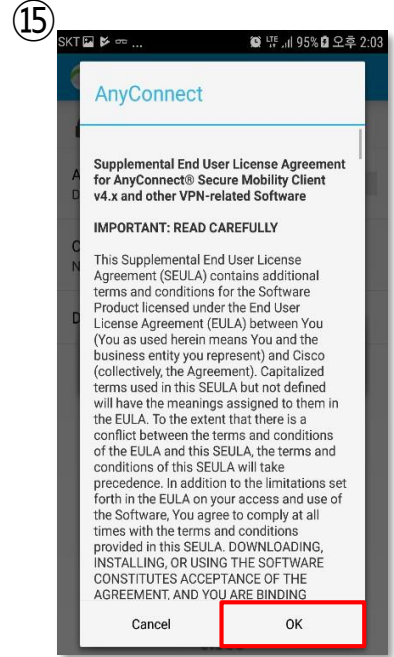 ⑮
SKT ... LTE 95% 오후 2:03
AnyConnect
Supplemental End User License Agreement
for AnyConnect® Secure Mobility Client
v4.x and other VPN-related Software
IMPORTANT: READ CAREFULLY
This Supplemental End User License
Agreement (SEULA) contains additional
terms and conditions for the Software
Product licensed under the End User
License Agreement (EULA) between You
(You as used herein means You and the
business entity you represent) and Cisco
(collectively, the Agreement). Capitalized
terms used in this SEULA but not defined
will have the meanings assigned to them in
the EULA. To the extent that there is a
conflict between the terms and conditions
of the EULA and this SEULA, the terms and
conditions of this SEULA will take
precedence. In addition to the limitations set
forth in the EULA on your access and use of
the Software, You agree to comply at all
times with the terms and conditions
provided in this SEULA. DOWNLOADING,
INSTALLING, OR USING THE SOFTWARE
CONSTITUTES ACCEPTANCE OF THE
AGREEMENT, AND YOU ARE BINDING
Cancel OK